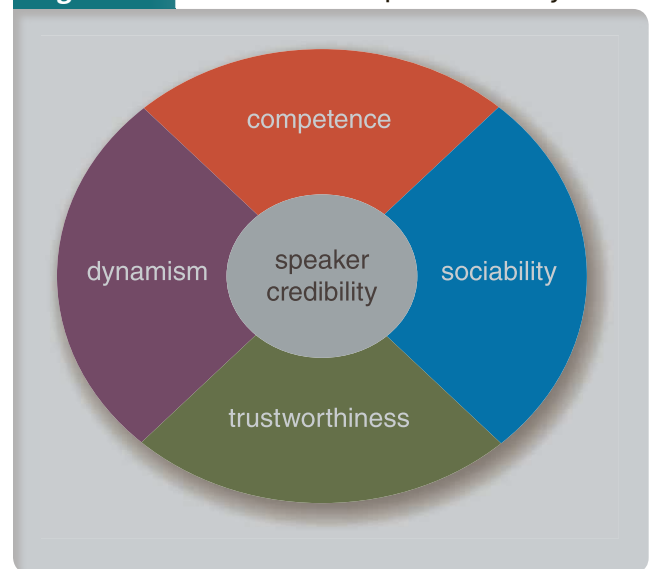 competence
dynamism
speaker
credibility
sociability
trustworthiness